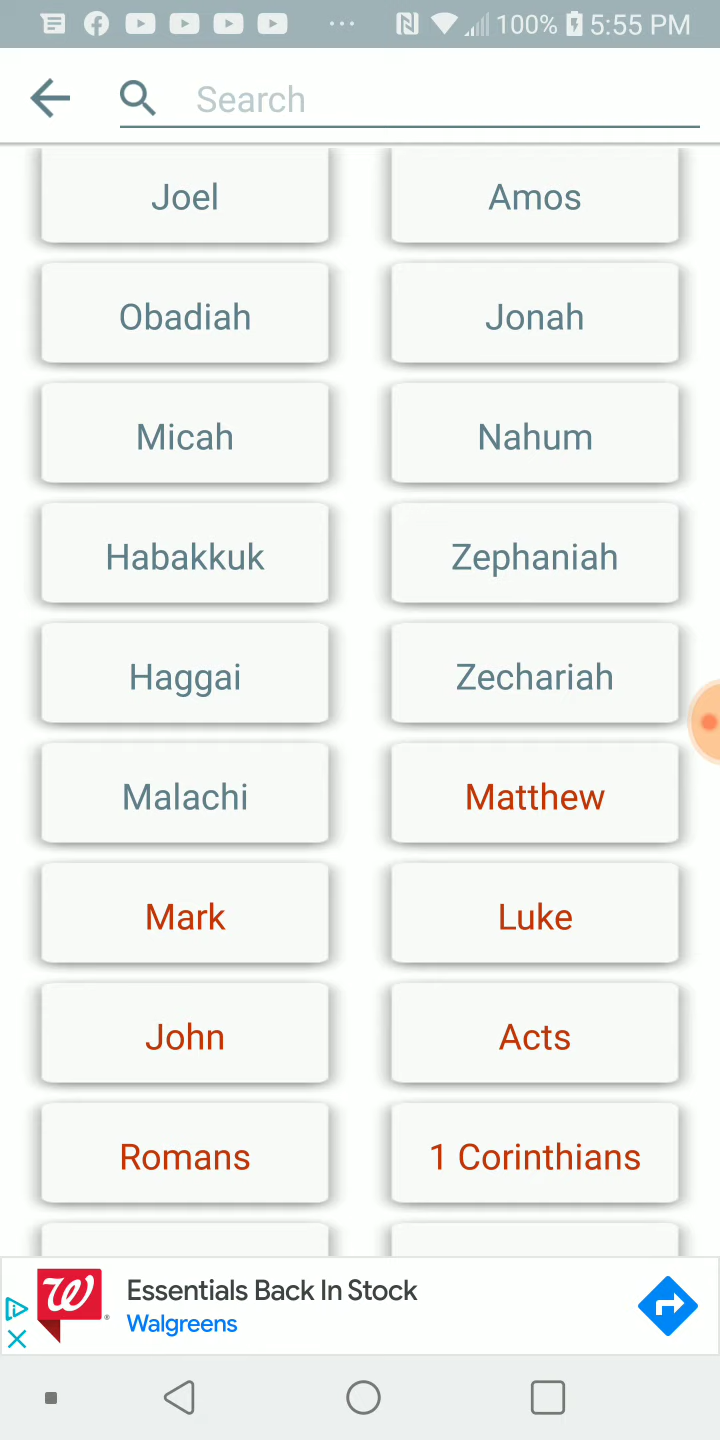 100% 5:55 PM
Search
Joel Amos
Obadiah Jonah
Micah Nahum
Habakkuk Zephaniah
Haggai Zechariah
Malachi Matthew
Mark Luke
John Acts
Romans 1 Corinthians
Essentials Back In Stock
Walgreens